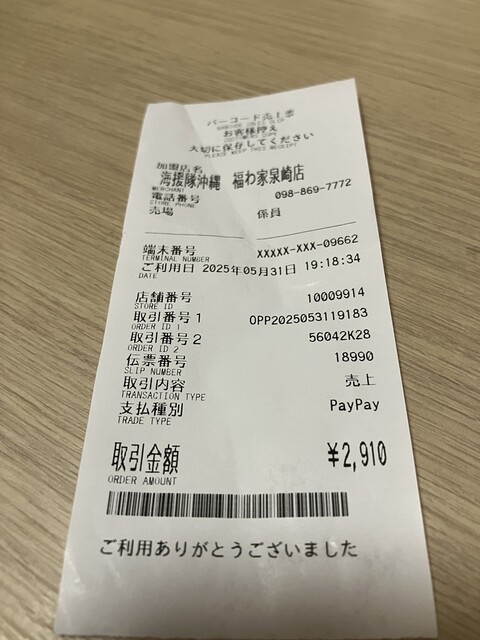 バーコード売上票
BARCODE SALES SLIP
お客様控え
CUSTOMER COPY
大切に保存してください
PLEASE KEEP THIS RECEIPT
加盟店名
海援隊沖縄 福わ家泉崎店
MERCHANT
電話番号 098-869-7772
STORE PHONE
売場 係員
端末番号 XXXXX-XXX-09662
TERMINAL NUMBER
ご利用日 2025年05月31日 19:18:34
DATE
店舗番号 10009914
STORE ID
取引番号1 OPP2025053119183
ORDER ID 1
取引番号2 56042K28
ORDER ID 2
伝票番号 18990
SLIP NUMBER
取引内容 売上
TRANSACTION TYPE
支払種別 PayPay
TRADE TYPE
取引金額 ¥2,910
ORDER AMOUNT
ご利用ありがとうございました